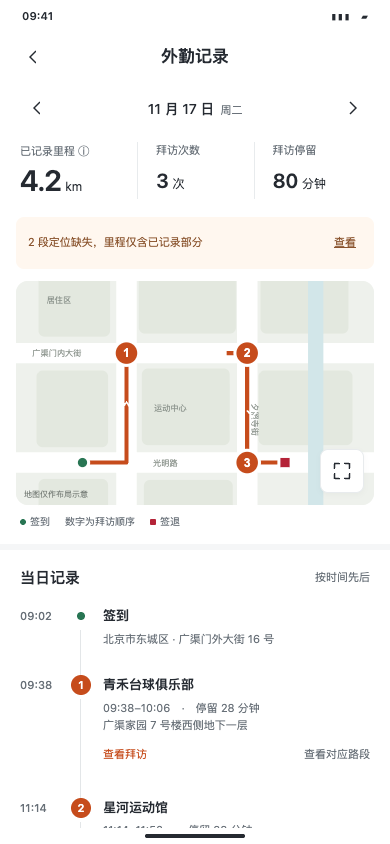 09:41
外勤记录
11 月 17 日 周二
已记录里程 ⓘ
4.2 km
拜访次数
3 次
拜访停留
80 分钟
2 段定位缺失，里程仅含已记录部分 查看
居住区
广渠门内大街
1
2
运动中心
光明路
3
地图仅作布局示意
签到 数字为拜访顺序 签退
当日记录 按时间先后
09:02 签到
北京市东城区 · 广渠门外大街 16 号
09:38 1 青禾台球俱乐部
09:38–10:06 · 停留 28 分钟
广渠家园 7 号楼西侧地下一层
查看拜访 查看对应路段
11:14 2 星河运动馆